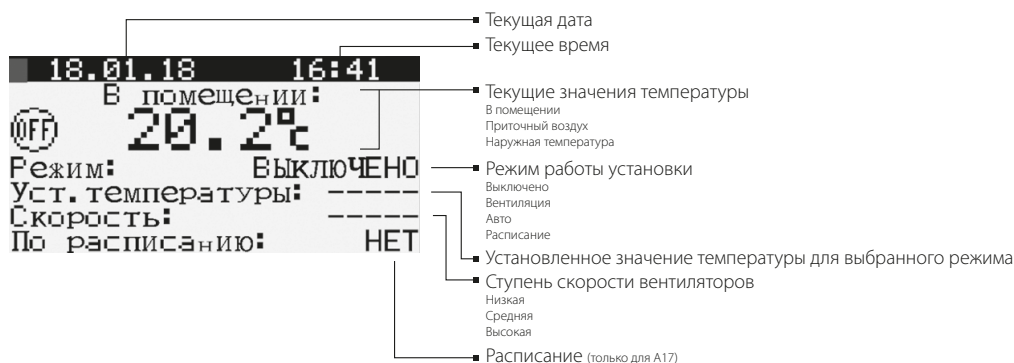 Текущая дата
Текущее время
18.01.18 16:41
В помещении:
OFF 20.2°C
Режим: ВЫКЛЮЧЕНО
Уст.температуры: -----
Скорость: -----
По расписанию: НЕТ
Текущие значения температуры
В помещении
Приточный воздух
Наружная температура
Режим работы установки
Выключено
Вентиляция
Авто
Расписание
Установленное значение температуры для выбранного режима
Ступень скорости вентиляторов
Низкая
Средняя
Высокая
Расписание (только для A17)